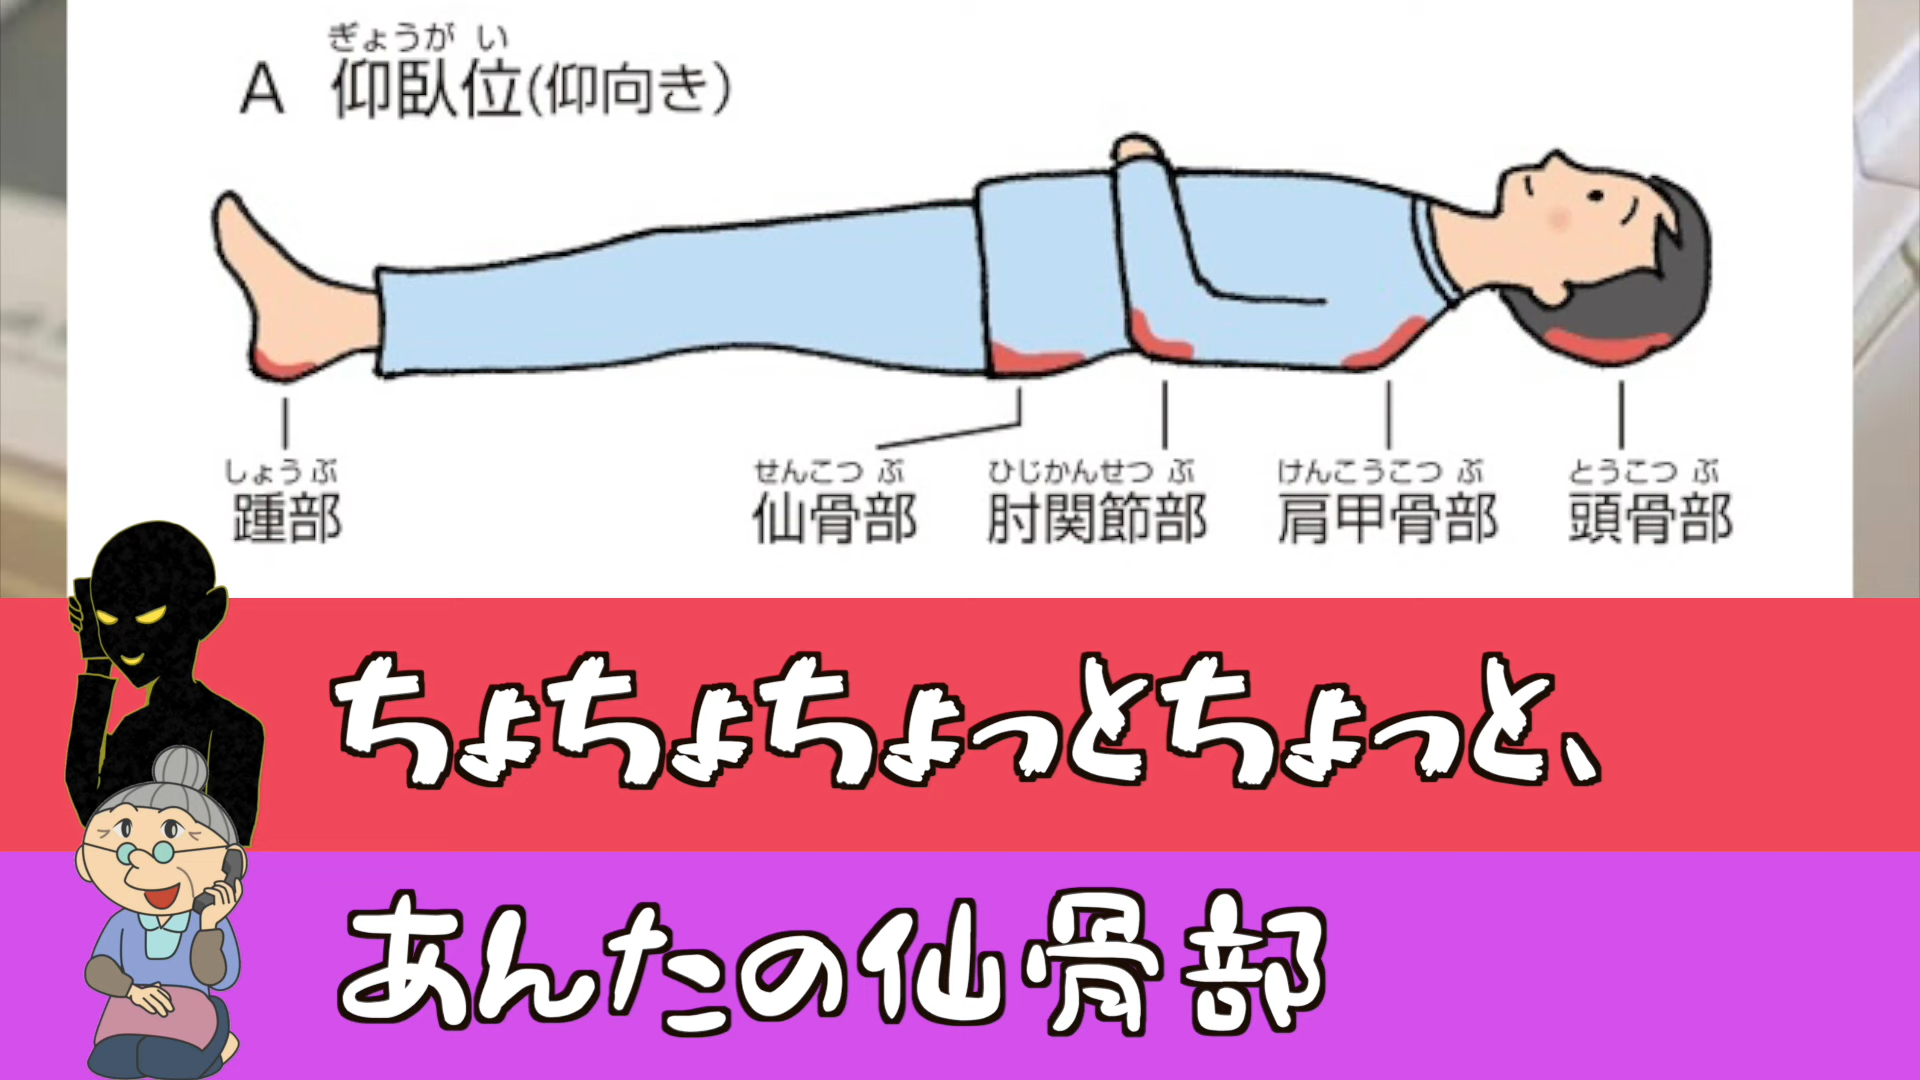 ぎょうがい
A 仰臥位(仰向き)
しょうぶ せんこつぶ ひじかんせつぶ けんこうこつぶ とうこつぶ
踵部 仙骨部 肘関節部 肩甲骨部 頭骨部
ちょちょちょっとちょっと、
あんたの仙骨部